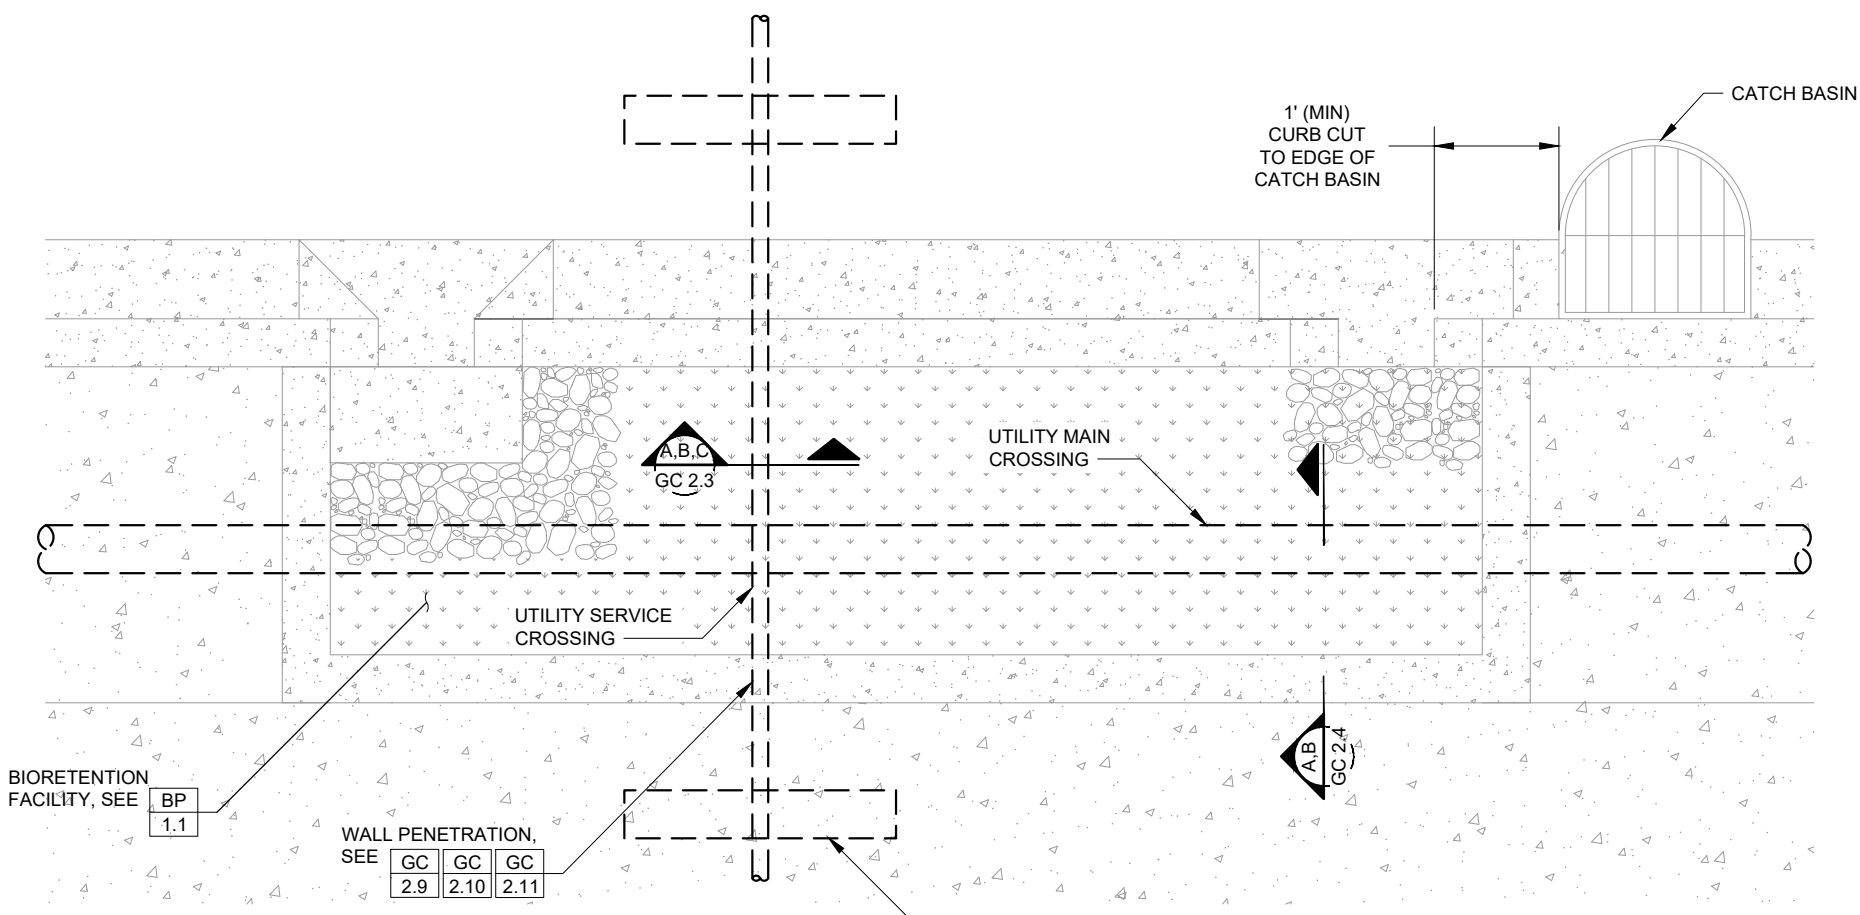 CATCH BASIN
1' (MIN)
CURB CUT
TO EDGE OF
CATCH BASIN
A,B,C
GC 2.3
UTILITY MAIN
CROSSING
UTILITY SERVICE
CROSSING
A,B
GC 2.4
BIORETENTION
FACILITY, SEE
BP
1.1
WALL PENETRATION,
SEE
GC GC GC
2.9 2.10 2.11